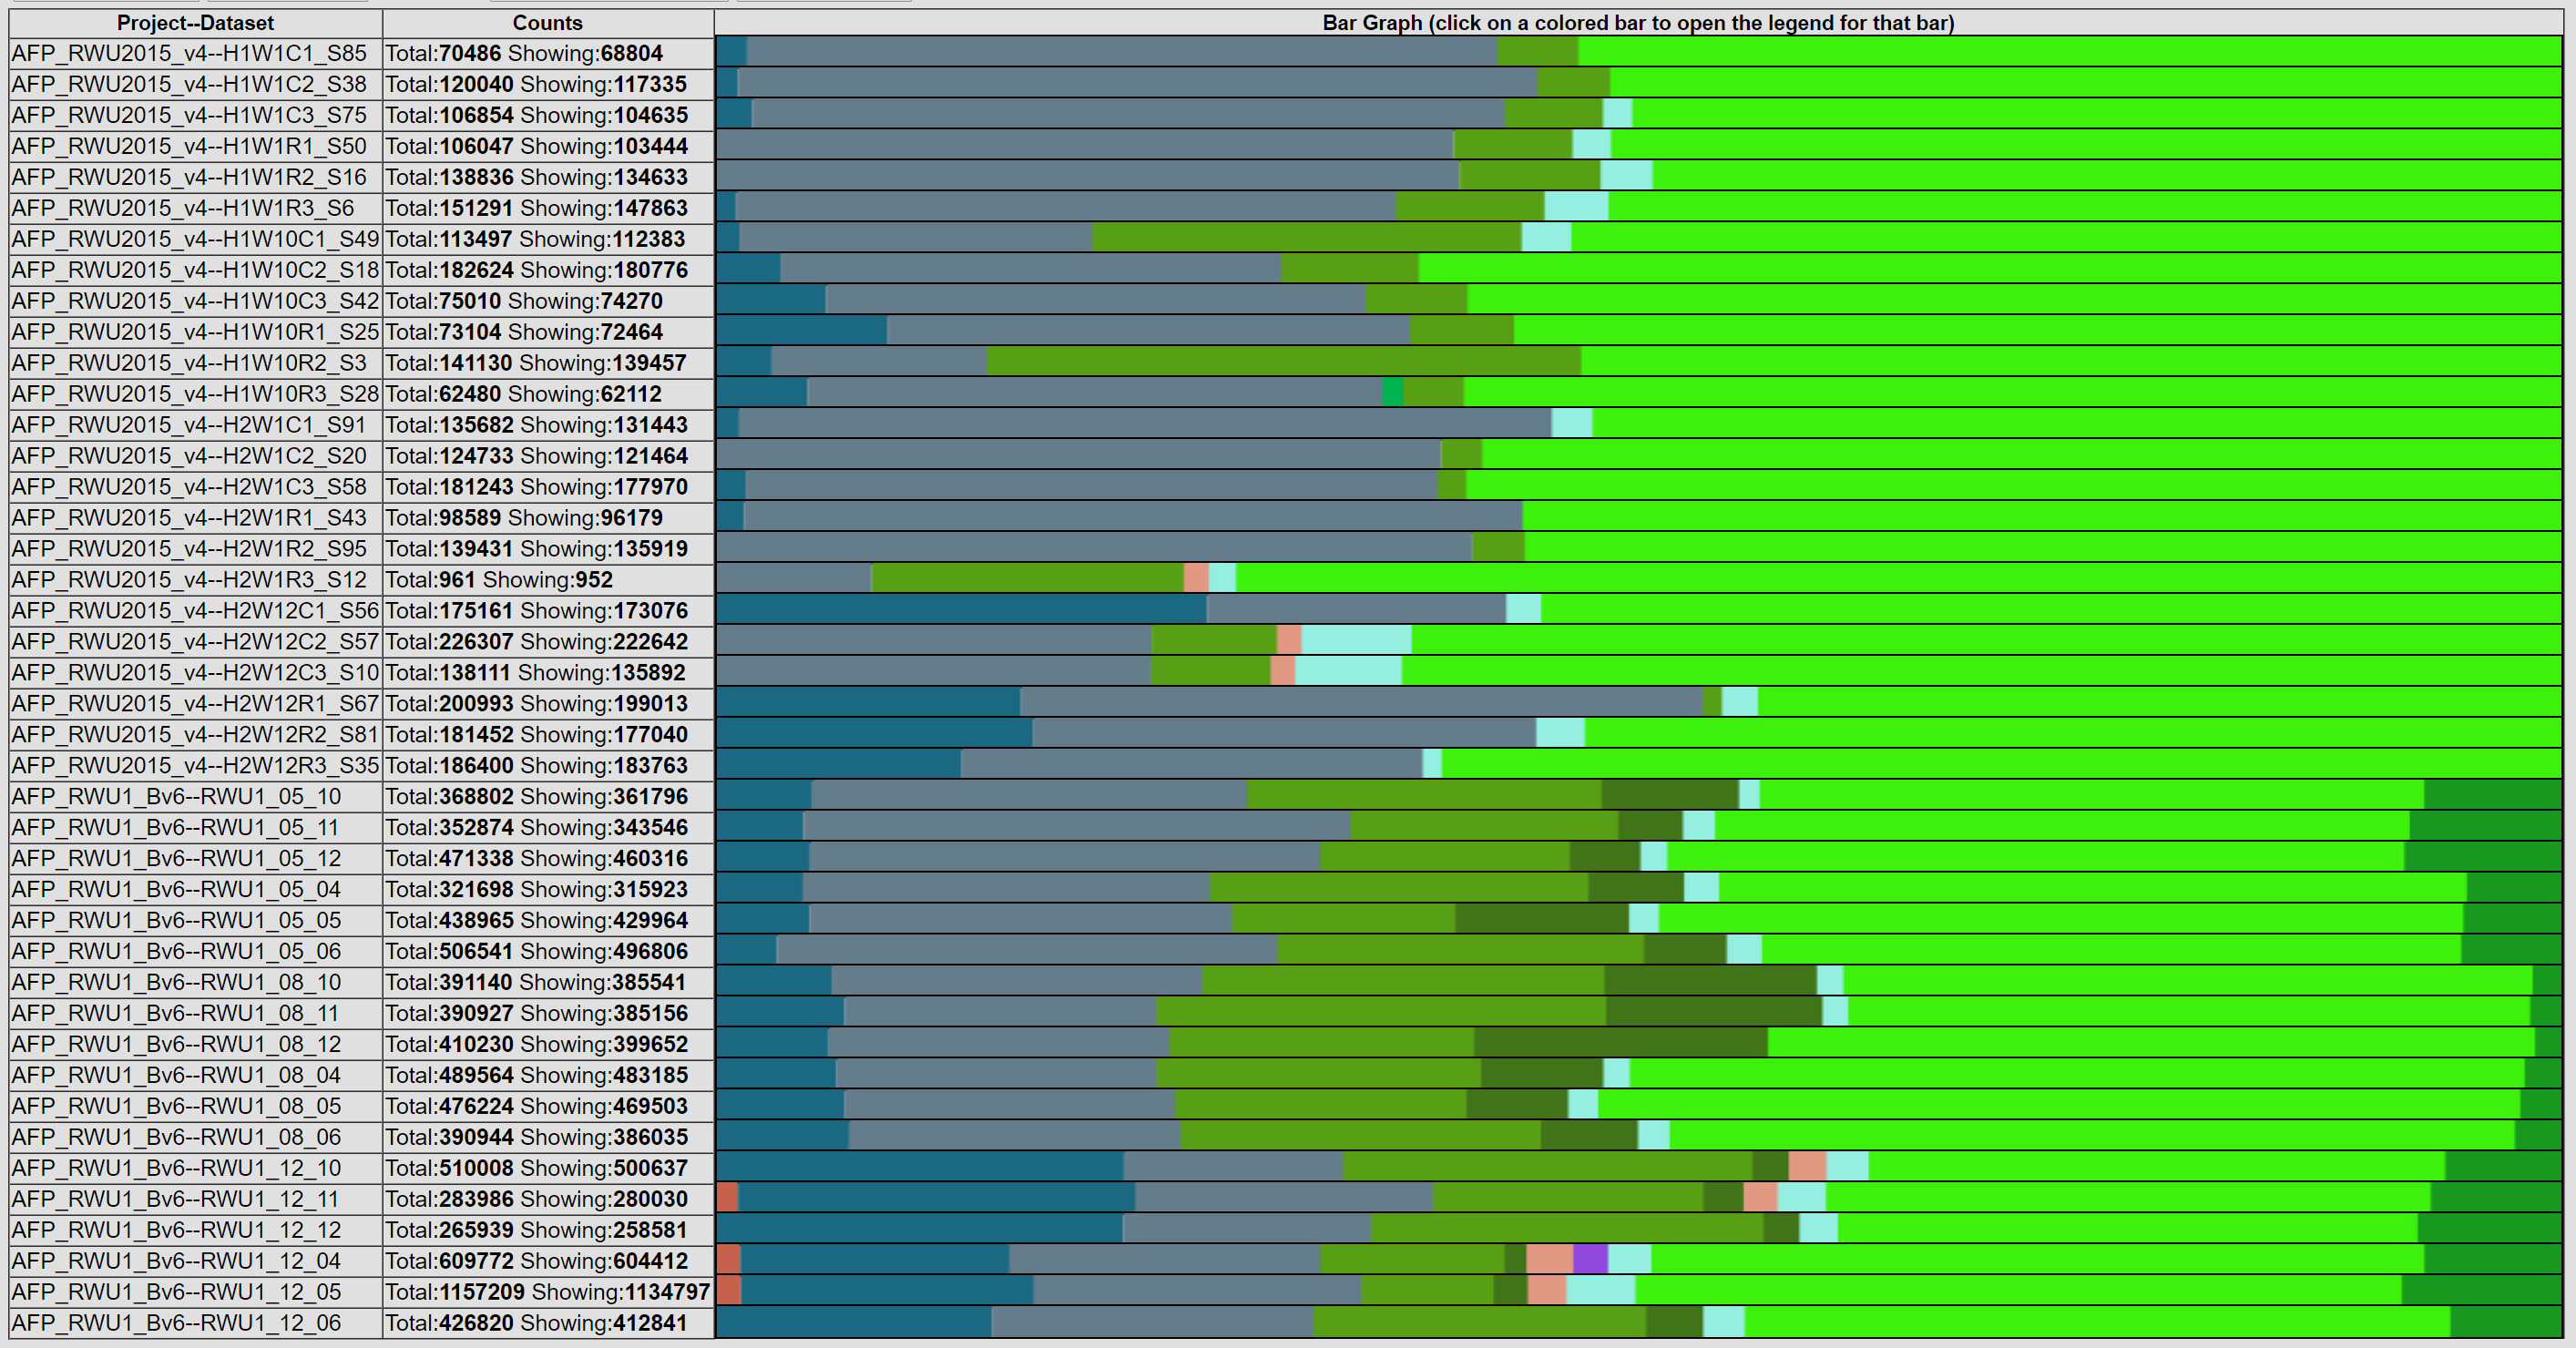 Project--Dataset Counts Bar Graph (click on a colored bar to open the legend for that bar)
AFP_RWU2015_v4--H1W1C1_S85 Total:70486 Showing:68804
AFP_RWU2015_v4--H1W1C2_S38 Total:120040 Showing:117335
AFP_RWU2015_v4--H1W1C3_S75 Total:106854 Showing:104635
AFP_RWU2015_v4--H1W1R1_S50 Total:106047 Showing:103444
AFP_RWU2015_v4--H1W1R2_S16 Total:138836 Showing:134633
AFP_RWU2015_v4--H1W1R3_S6 Total:151291 Showing:147863
AFP_RWU2015_v4--H1W10C1_S49 Total:113497 Showing:112383
AFP_RWU2015_v4--H1W10C2_S18 Total:182624 Showing:180776
AFP_RWU2015_v4--H1W10C3_S42 Total:75010 Showing:74270
AFP_RWU2015_v4--H1W10R1_S25 Total:73104 Showing:72464
AFP_RWU2015_v4--H1W10R2_S3 Total:141130 Showing:139457
AFP_RWU2015_v4--H1W10R3_S28 Total:62480 Showing:62112
AFP_RWU2015_v4--H2W1C1_S91 Total:135682 Showing:131443
AFP_RWU2015_v4--H2W1C2_S20 Total:124733 Showing:121464
AFP_RWU2015_v4--H2W1C3_S58 Total:181243 Showing:177970
AFP_RWU2015_v4--H2W1R1_S43 Total:98589 Showing:96179
AFP_RWU2015_v4--H2W1R2_S95 Total:139431 Showing:135919
AFP_RWU2015_v4--H2W1R3_S12 Total:961 Showing:952
AFP_RWU2015_v4--H2W12C1_S56 Total:175161 Showing:173076
AFP_RWU2015_v4--H2W12C2_S57 Total:226307 Showing:222642
AFP_RWU2015_v4--H2W12C3_S10 Total:138111 Showing:135892
AFP_RWU2015_v4--H2W12R1_S67 Total:200993 Showing:199013
AFP_RWU2015_v4--H2W12R2_S81 Total:181452 Showing:177040
AFP_RWU2015_v4--H2W12R3_S35 Total:186400 Showing:183763
AFP_RWU1_Bv6--RWU1_05_10 Total:368802 Showing:361796
AFP_RWU1_Bv6--RWU1_05_11 Total:352874 Showing:343546
AFP_RWU1_Bv6--RWU1_05_12 Total:471338 Showing:460316
AFP_RWU1_Bv6--RWU1_05_04 Total:321698 Showing:315923
AFP_RWU1_Bv6--RWU1_05_05 Total:438965 Showing:429964
AFP_RWU1_Bv6--RWU1_05_06 Total:506541 Showing:496806
AFP_RWU1_Bv6--RWU1_08_10 Total:391140 Showing:385541
AFP_RWU1_Bv6--RWU1_08_11 Total:390927 Showing:385156
AFP_RWU1_Bv6--RWU1_08_12 Total:410230 Showing:399652
AFP_RWU1_Bv6--RWU1_08_04 Total:489564 Showing:483185
AFP_RWU1_Bv6--RWU1_08_05 Total:476224 Showing:469503
AFP_RWU1_Bv6--RWU1_08_06 Total:390944 Showing:386035
AFP_RWU1_Bv6--RWU1_12_10 Total:510008 Showing:500637
AFP_RWU1_Bv6--RWU1_12_11 Total:283986 Showing:280030
AFP_RWU1_Bv6--RWU1_12_12 Total:265939 Showing:258581
AFP_RWU1_Bv6--RWU1_12_04 Total:609772 Showing:604412
AFP_RWU1_Bv6--RWU1_12_05 Total:1157209 Showing:1134797
AFP_RWU1_Bv6--RWU1_12_06 Total:426820 Showing:412841